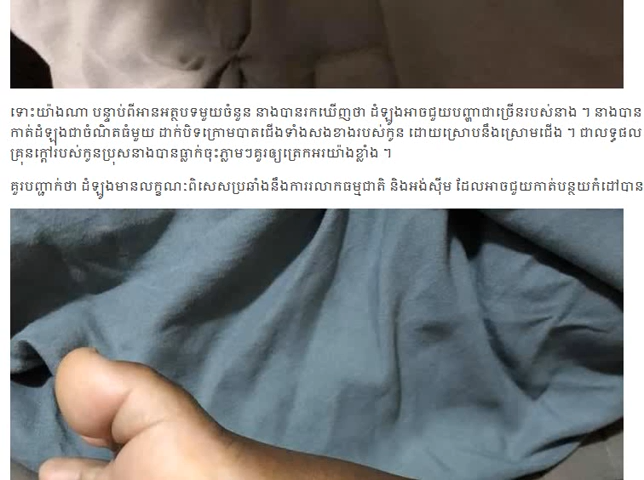 ទោះយ៉ាងណា បន្ទាប់ពីអានអត្ថបទមួយចំនួន នាងបានរកឃើញថា ដំឡូងអាចជួយបញ្ហាជាច្រើនរបស់នាង ។ នាងបាន
កាត់ដំឡូងជាចំណិតធំមួយ ដាក់បិទក្រោមបាតជើងទាំងសងខាងរបស់កូន ដោយស្រោបនឹងស្រោមជើង ។ ជាលទ្ធផល
គ្រុនក្ដៅរបស់កូនប្រុសនាងបានធ្លាក់ចុះភ្លាមៗគួរឲ្យត្រេកអរយ៉ាងខ្លាំង ។
គួរបញ្ជាក់ថា ដំឡូងមានលក្ខណៈពិសេសប្រឆាំងនឹងការរលាកធម្មជាតិ និងអង់ស៊ីម ដែលអាចជួយកាត់បន្ថយកំដៅបាន